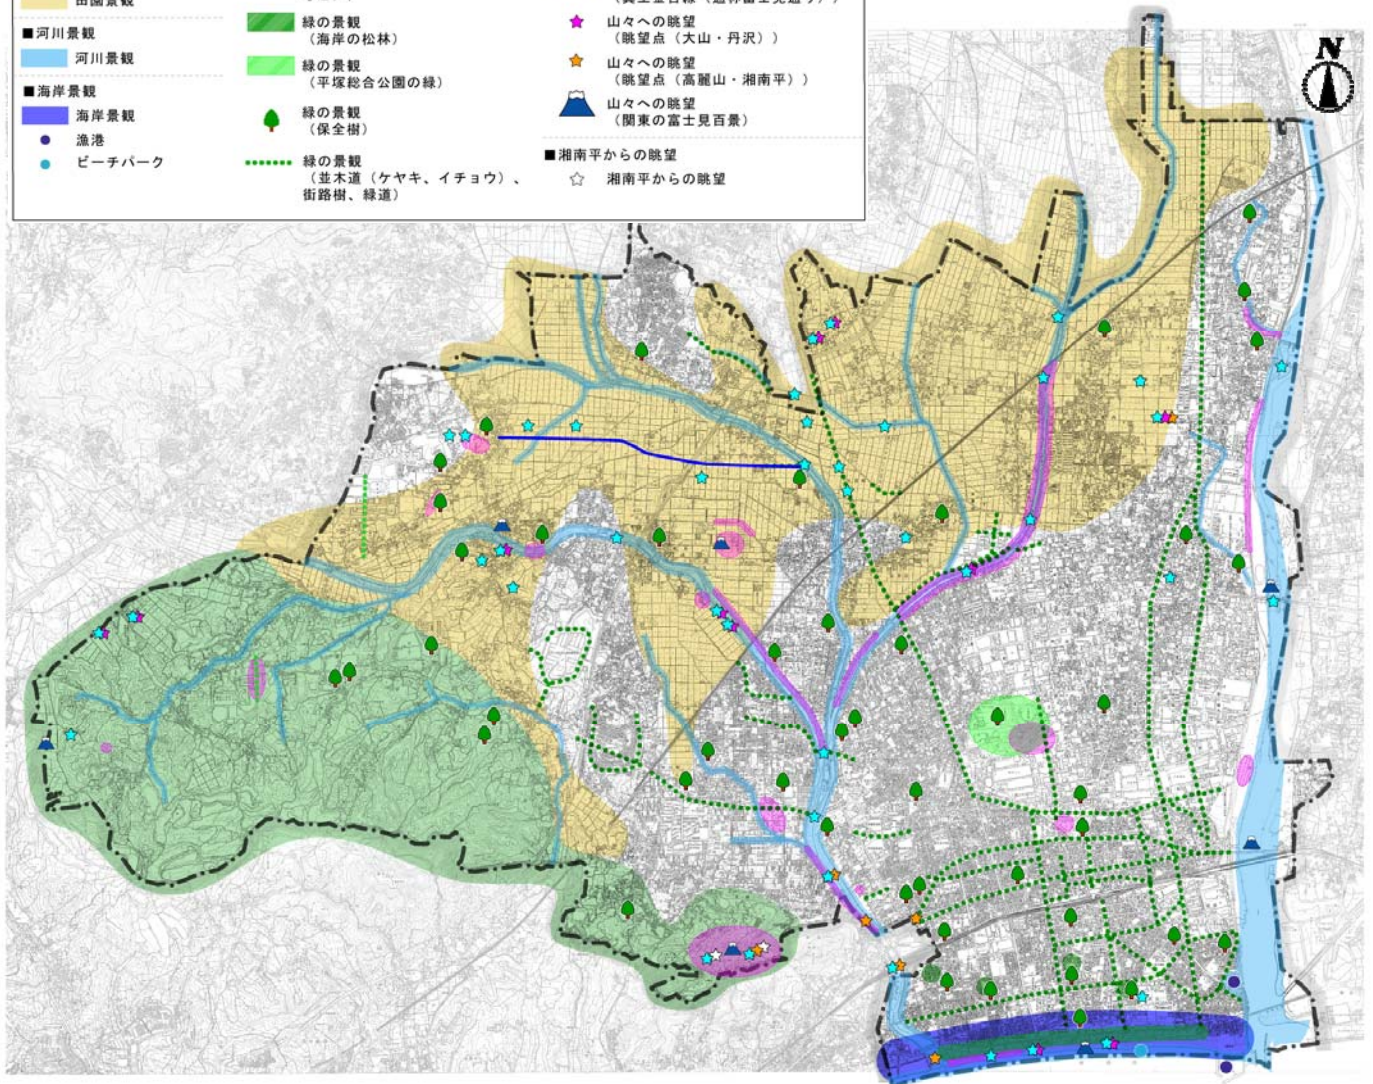 田園景観
■河川景観
河川景観
■海岸景観
海岸景観
漁港
ビーチパーク
緑の景観
(海岸の松林)
緑の景観
(平塚総合公園の緑)
緑の景観
(保全樹)
緑の景観
(並木道(ケヤキ、イチョウ)、
街路樹、緑道)
山々への眺望
(眺望点(大山・丹沢))
山々への眺望
(眺望点(高麗山・湘南平))
山々への眺望
(関東の富士見百景)
■湘南平からの眺望
湘南平からの眺望
N